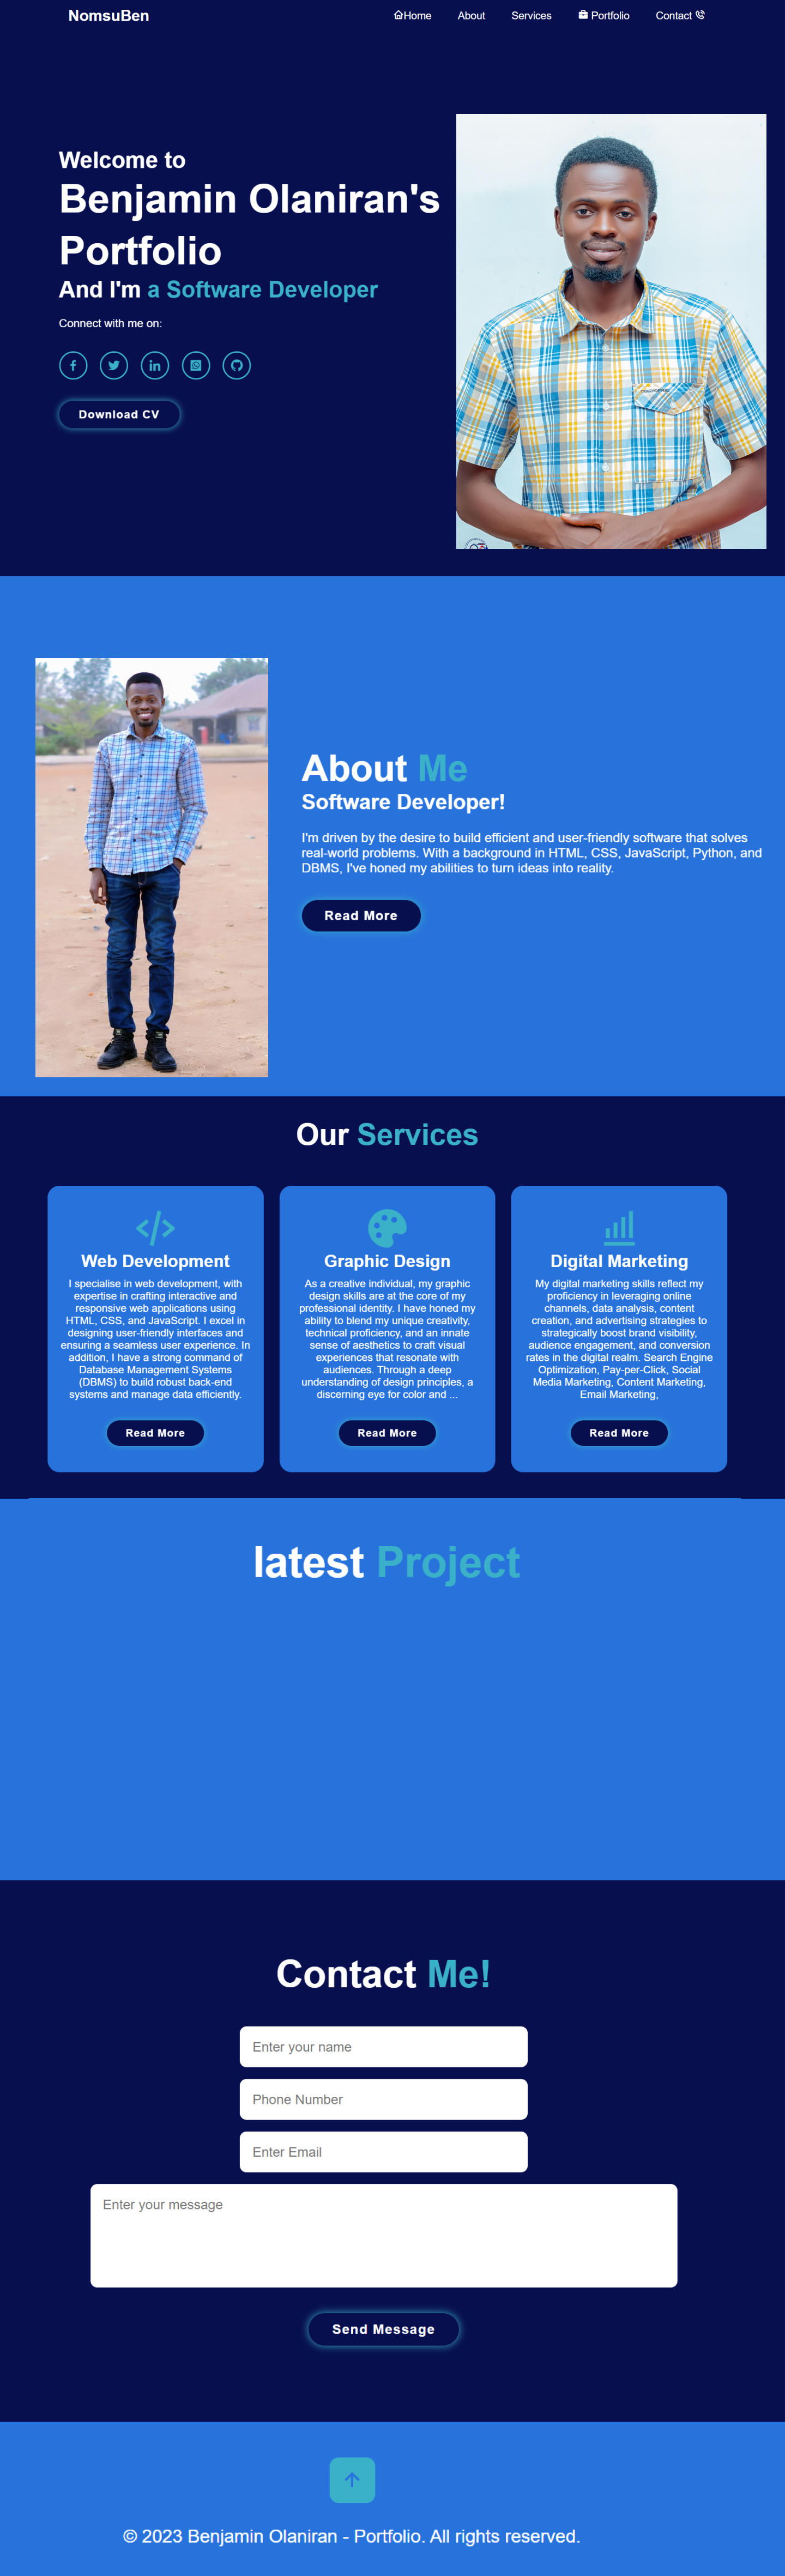 NomsuBen
Home About Services Portfolio Contact
Welcome to
Benjamin Olaniran's
Portfolio
And I'm a Software Developer
Connect with me on:
Download CV
About Me
Software Developer!
I'm driven by the desire to build efficient and user-friendly software that solves
real-world problems. With a background in HTML, CSS, JavaScript, Python, and
DBMS, I've honed my abilities to turn ideas into reality.
Read More
Our Services
Web Development
I specialise in web development, with
expertise in crafting interactive and
responsive web applications using
HTML, CSS, and JavaScript. I excel in
designing user-friendly interfaces and
ensuring a seamless user experience. In
addition, I have a strong command of
Database Management Systems
(DBMS) to build robust back-end
systems and manage data efficiently.
Read More
Graphic Design
As a creative individual, my graphic
design skills are at the core of my
professional identity. I have honed my
ability to blend my unique creativity,
technical proficiency, and an innate
sense of aesthetics to craft visual
experiences that resonate with
audiences. Through a deep
understanding of design principles, a
discerning eye for color and ...
Read More
Digital Marketing
My digital marketing skills reflect my
proficiency in leveraging online
channels, data analysis, content
creation, and advertising strategies to
strategically boost brand visibility,
audience engagement, and conversion
rates in the digital realm. Search Engine
Optimization, Pay-per-Click, Social
Media Marketing, Content Marketing,
Email Marketing,
Read More
latest Project
Contact Me!
Enter your name
Phone Number
Enter Email
Enter your message
Send Message
© 2023 Benjamin Olaniran - Portfolio. All rights reserved.